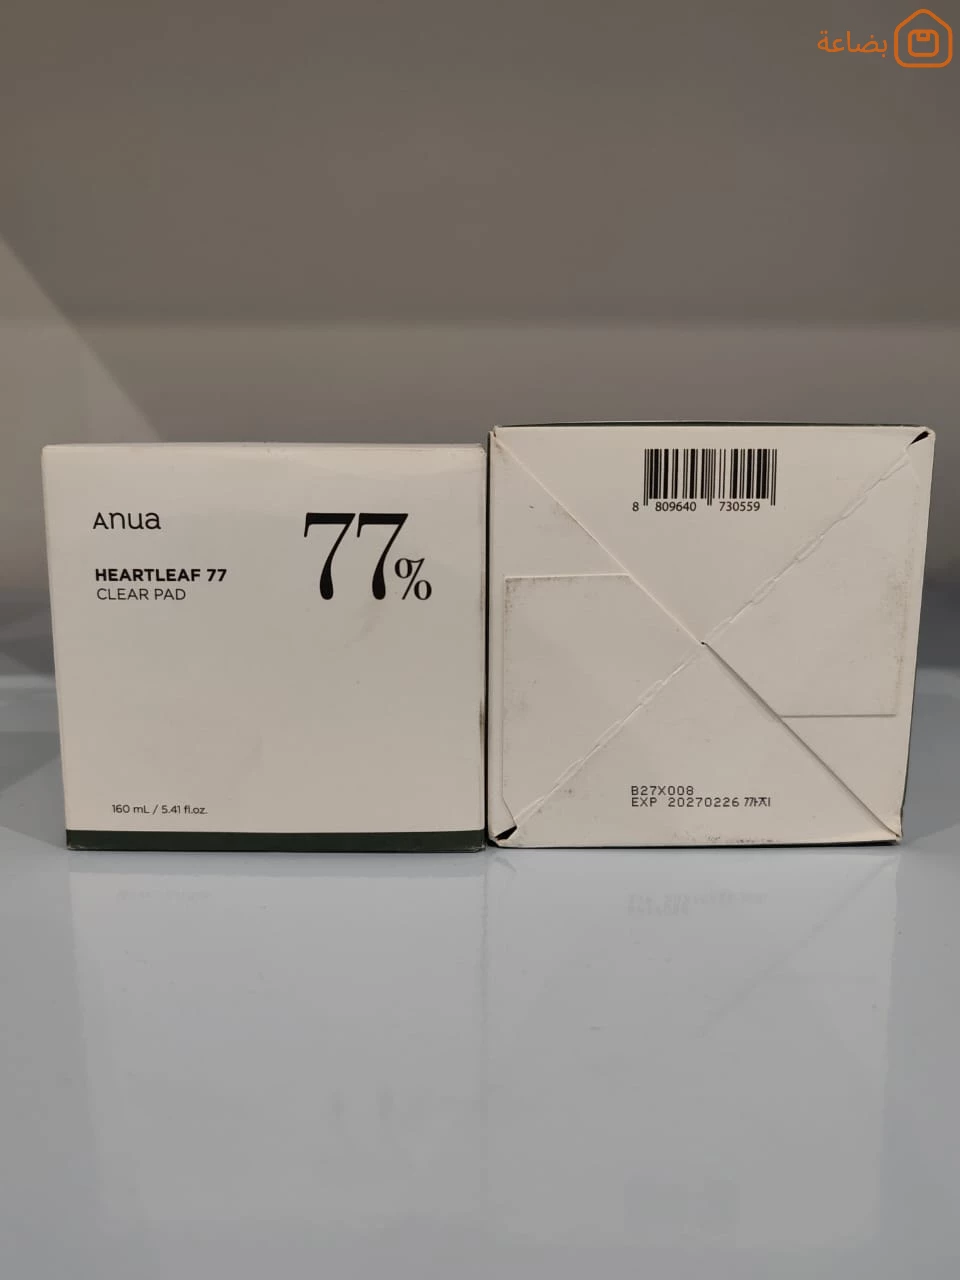 بضاعة
Anua
77%
HEARTLEAF 77
CLEAR PAD
160 mL / 5.41 fl.oz.
8 809640 730559
B27X008
EXP 20270226 까지